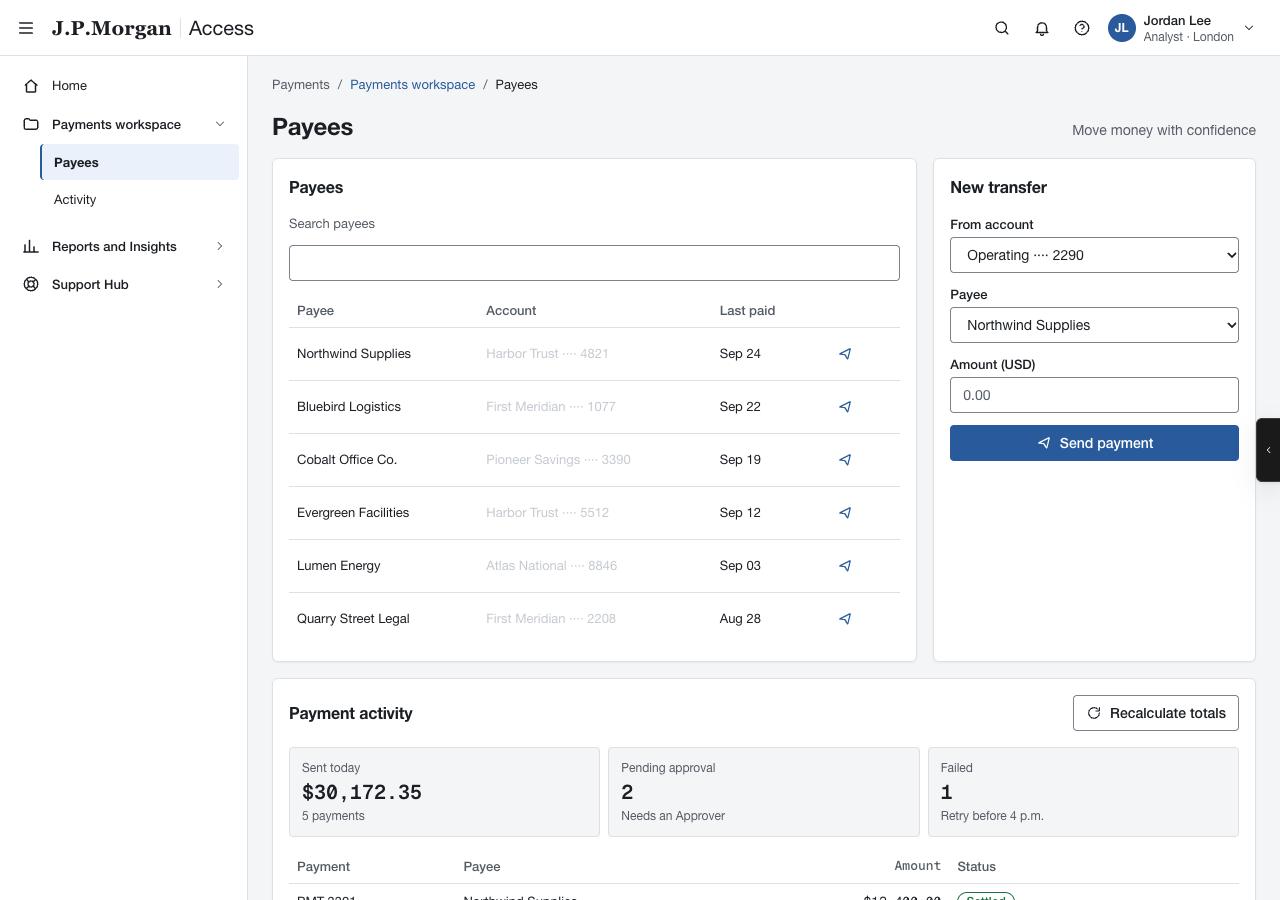 J.P.Morgan Access
JL
Jordan Lee
Analyst · London
Home
Payments workspace
Payees
Activity
Reports and Insights
Support Hub
Payments / Payments workspace / Payees
Payees
Move money with confidence
Payees
Search payees
Payee Account Last paid
Northwind Supplies Harbor Trust ···· 4821 Sep 24
Bluebird Logistics First Meridian ···· 1077 Sep 22
Cobalt Office Co. Pioneer Savings ···· 3390 Sep 19
Evergreen Facilities Harbor Trust ···· 5512 Sep 12
Lumen Energy Atlas National ···· 8846 Sep 03
Quarry Street Legal First Meridian ···· 2208 Aug 28
New transfer
From account
Operating ···· 2290
Payee
Northwind Supplies
Amount (USD)
0.00
Send payment
Payment activity
Recalculate totals
Sent today
$30,172.35
5 payments
Pending approval
2
Needs an Approver
Failed
1
Retry before 4 p.m.
Payment Payee Amount Status
Northwind Supplies Settled